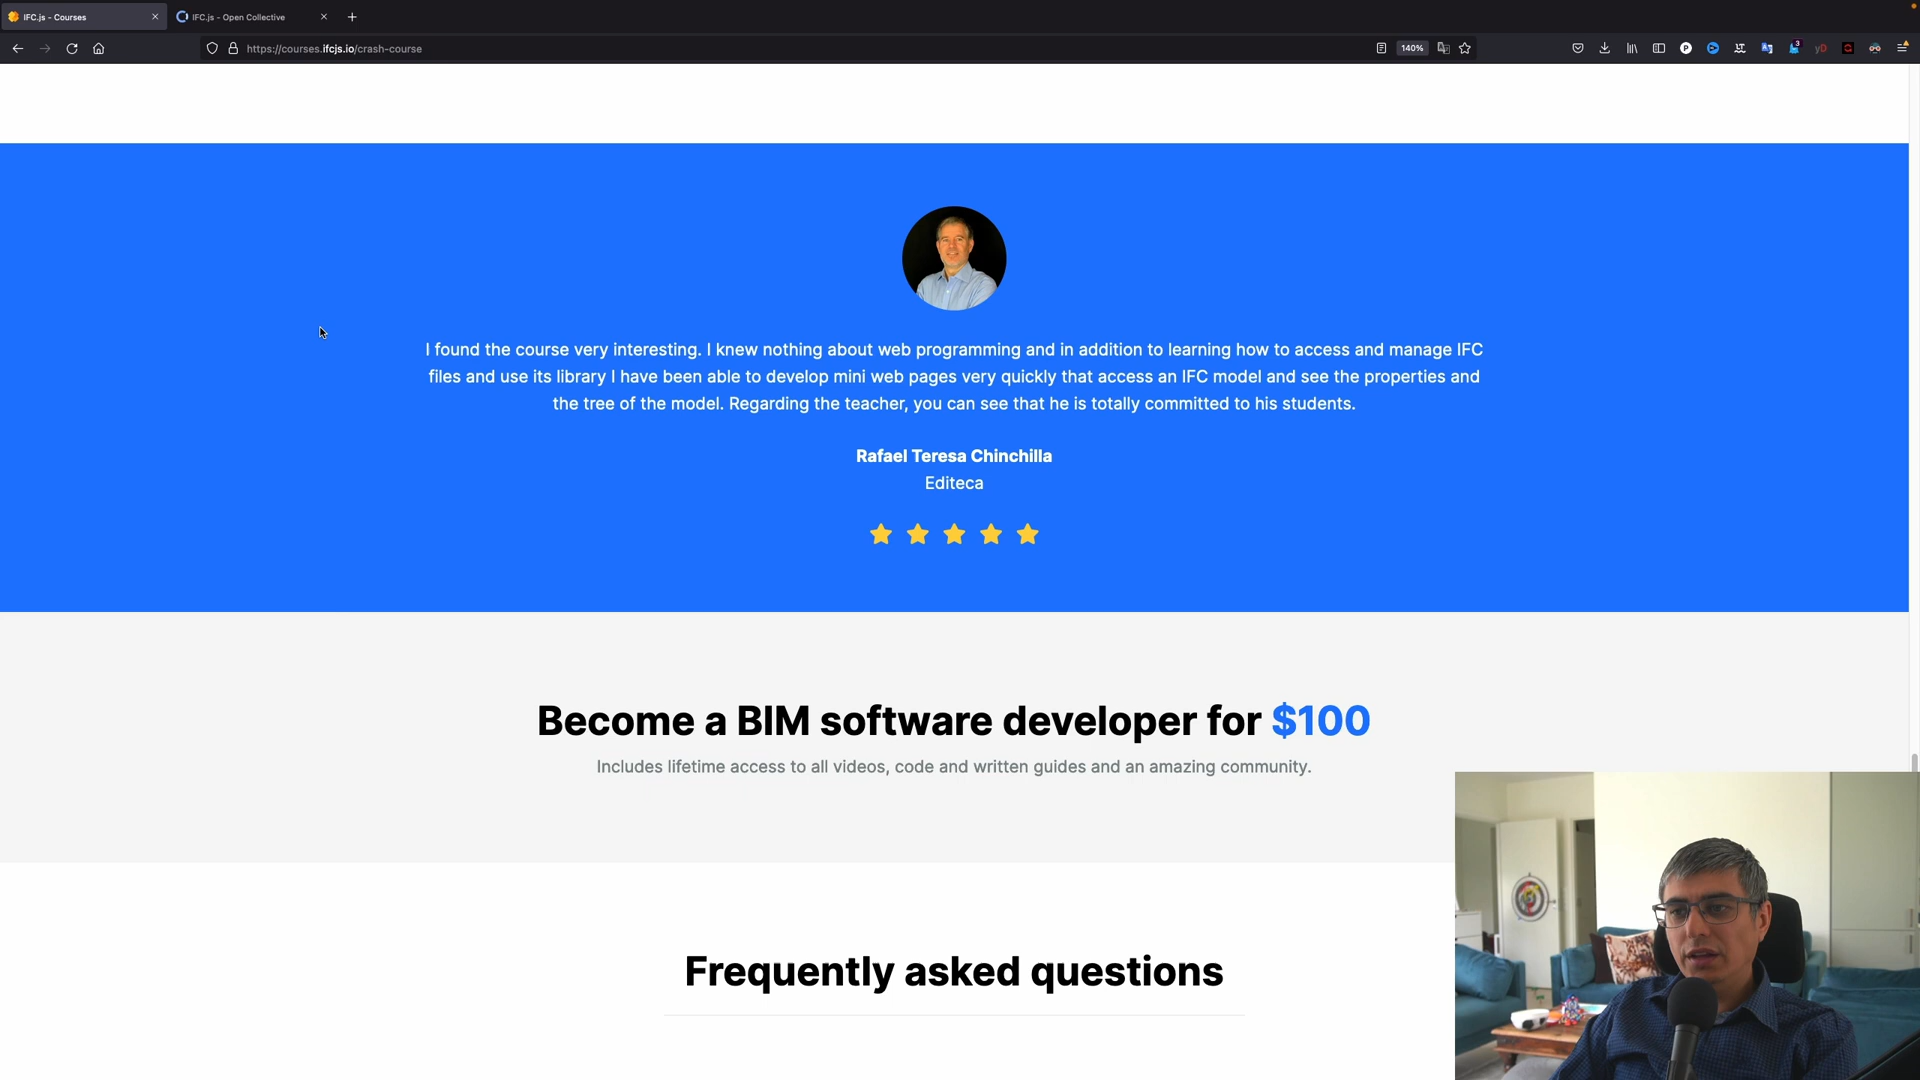 IFC.js - Courses
IFC.js - Open Collective
https://courses.ifcjs.io/crash-course
140%
3
I found the course very interesting. I knew nothing about web programming and in addition to learning how to access and manage IFC
files and use its library I have been able to develop mini web pages very quickly that access an IFC model and see the properties and
the tree of the model. Regarding the teacher, you can see that he is totally committed to his students.
Rafael Teresa Chinchilla
Editeca
Become a BIM software developer for $100
Includes lifetime access to all videos, code and written guides and an amazing community.
Frequently asked questions